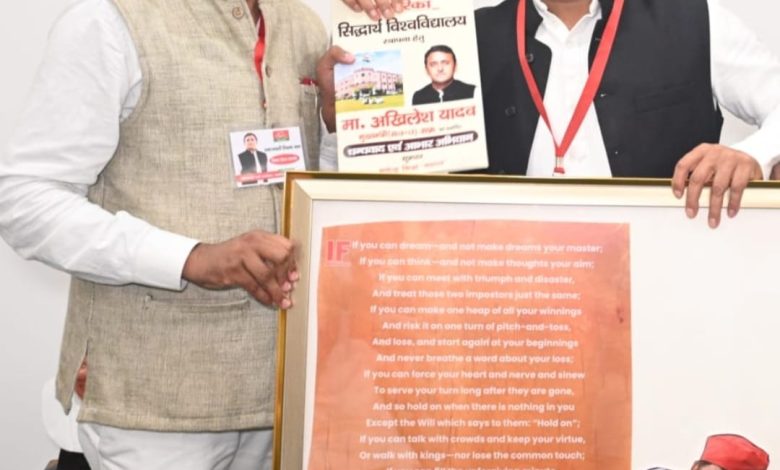 सिद्धार्थ विश्वविद्यालय
स्थापना हेतु
मा. अखिलेश यादव
धन्यवाद एवं आभार अभियान
IF
If you can dream—and not make dreams your master;
If you can think—and not make thoughts your aim;
If you can meet with triumph and disaster,
And treat those two impostors just the same;
If you can make one heap of all your winnings
And risk it on one turn of pitch-and-toss,
And lose, and start again at your beginnings
And never breathe a word about your loss;
If you can force your heart and nerve and sinew
To serve your turn long after they are gone,
And so hold on when there is nothing in you
Except the Will which says to them: "Hold on";
If you can talk with crowds and keep your virtue,
Or walk with kings—nor lose the common touch;